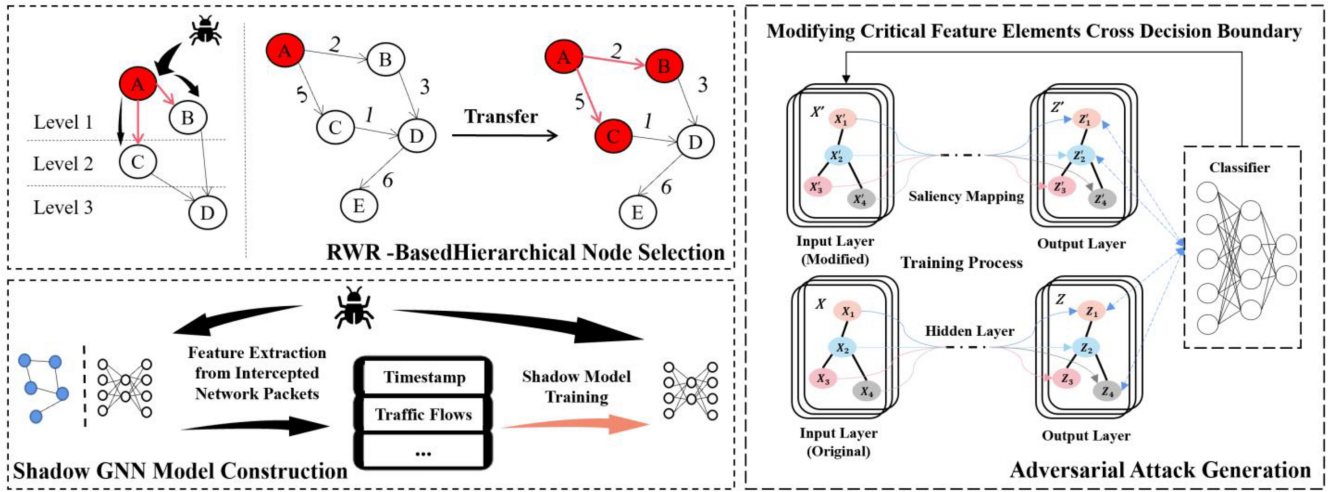 A
B
C
D
Level 1
Level 2
Level 3
A
2
B
5
3
C
1
D
6
E
Transfer
A
2
B
5
3
C
1
D
6
E
RWR -BasedHierarchical Node Selection
Feature Extraction
from Intercepted
Network Packets
Timestamp
Traffic Flows
...
Shadow Model
Training
Shadow GNN Model Construction
Modifying Critical Feature Elements Cross Decision Boundary
X'
X'₁
X'₂
X'₃
X'₄
Input Layer
(Modified)
Saliency Mapping
Z'
Z'₁
Z'₂
Z'₃
Z'₄
Output Layer
Classifier
Training Process
X
X₁
X₂
X₃
X₄
Input Layer
(Original)
Hidden Layer
Z
Z₁
Z₂
Z₃
Z₄
Output Layer
Adversarial Attack Generation